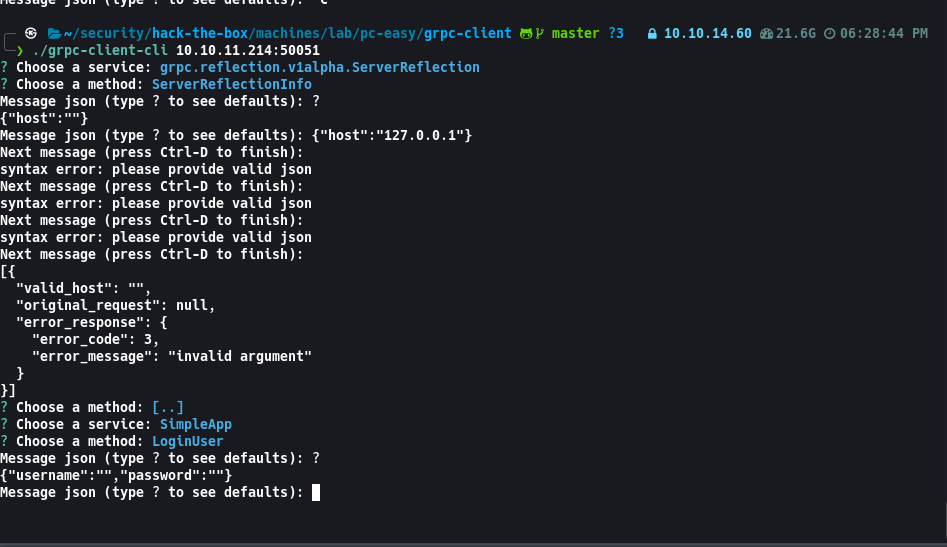 ~/security/hack-the-box/machines/lab/pc-easy/grpc-client master ?3 10.10.14.60 21.6G 06:28:44 PM
❯ ./grpc-client-cli 10.10.11.214:50051
? Choose a service: grpc.reflection.v1alpha.ServerReflection
? Choose a method: ServerReflectionInfo
Message json (type ? to see defaults): ?
{"host":""}
Message json (type ? to see defaults): {"host":"127.0.0.1"}
Next message (press Ctrl-D to finish):
syntax error: please provide valid json
Next message (press Ctrl-D to finish):
syntax error: please provide valid json
Next message (press Ctrl-D to finish):
syntax error: please provide valid json
Next message (press Ctrl-D to finish):
[{
  "valid_host": "",
  "original_request": null,
  "error_response": {
    "error_code": 3,
    "error_message": "invalid argument"
  }
}]
? Choose a method: [..]
? Choose a service: SimpleApp
? Choose a method: LoginUser
Message json (type ? to see defaults): ?
{"username":"","password":""}
Message json (type ? to see defaults):